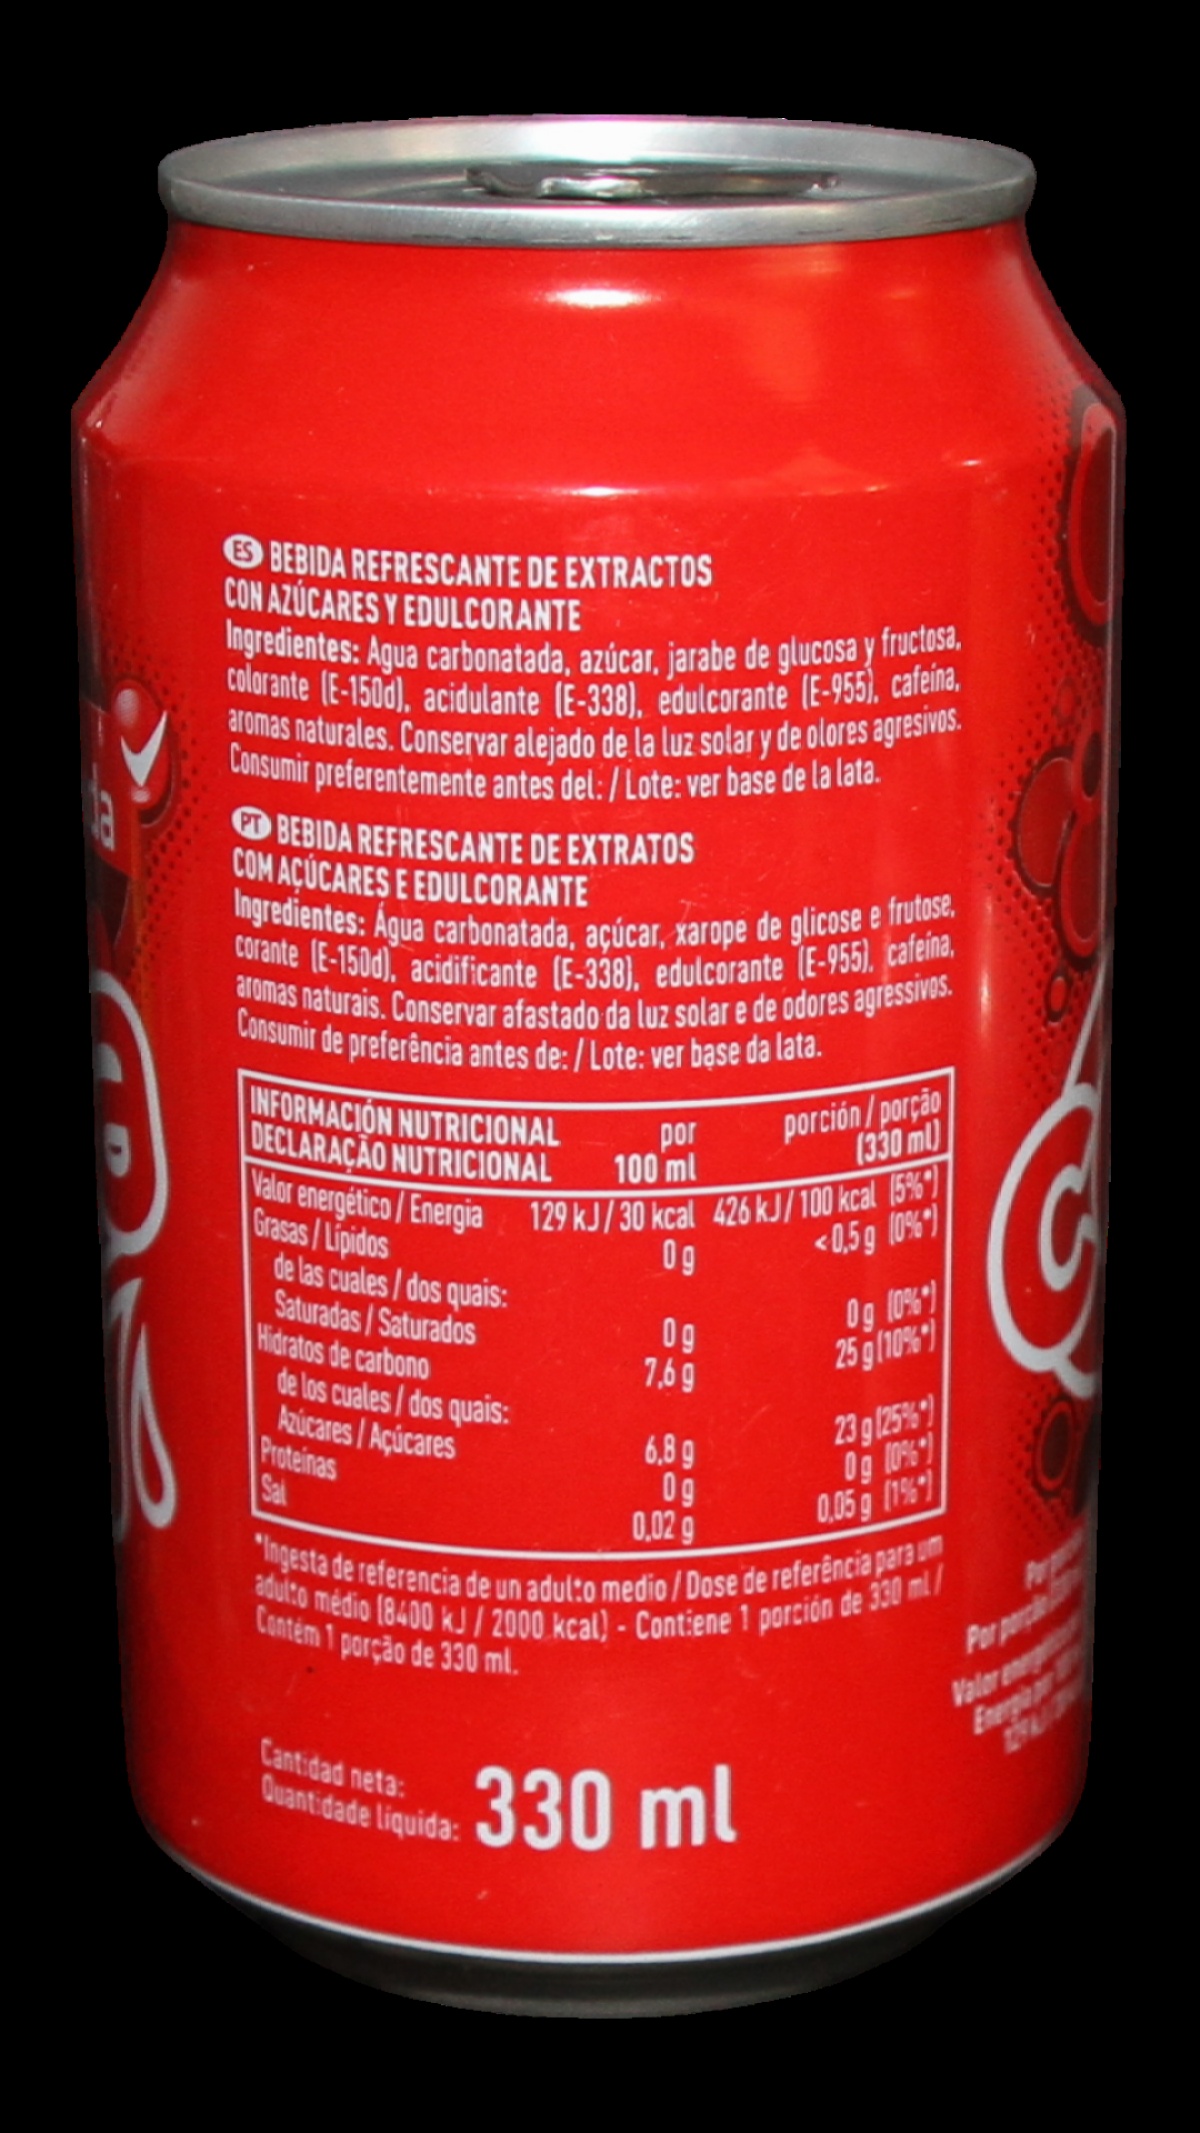 ES BEBIDA REFRESCANTE DE EXTRACTOS
CON AZÚCARES Y EDULCORANTE
Ingredientes: Agua carbonatada, azúcar, jarabe de glucosa y fructosa,
colorante (E-150d), acidulante (E-338), edulcorante (E-955), cafeína,
aromas naturales. Conservar alejado de la luz solar y de olores agresivos.
Consumir preferentemente antes del: / Lote: ver base de la lata.
PT BEBIDA REFRESCANTE DE EXTRATOS
COM AÇÚCARES E EDULCORANTE
Ingredientes: Água carbonatada, açúcar, xarope de glicose e frutose,
corante (E-150d), acidificante (E-338), edulcorante (E-955), cafeína,
aromas naturais. Conservar afastado da luz solar e de odores agressivos.
Consumir de preferência antes de: / Lote: ver base da lata.
INFORMACIÓN NUTRICIONAL por porción / porção
DECLARAÇÃO NUTRICIONAL 100 ml (330 ml)
Valor energético / Energia 129 kJ / 30 kcal 426 kJ / 100 kcal (5%*)
Grasas / Lípidos 0 g <0,5 g (0%*)
de las cuales / dos quais:
Saturadas / Saturados 0 g 0 g (0%*)
Hidratos de carbono 7,6 g 25 g (10%*)
de los cuales / dos quais:
Azúcares / Açúcares 6,8 g 23 g (25%*)
Proteínas 0 g 0 g (0%*)
Sal 0,02 g 0,05 g (1%*)
*Ingesta de referencia de un adulto medio / Dose de referência para um
adulto médio (8400 kJ / 2000 kcal) - Contiene 1 porción de 330 ml /
Contém 1 porção de 330 ml.
Cantidad neta:
Quantidade líquida: 330 ml
Por
Valor
Energia